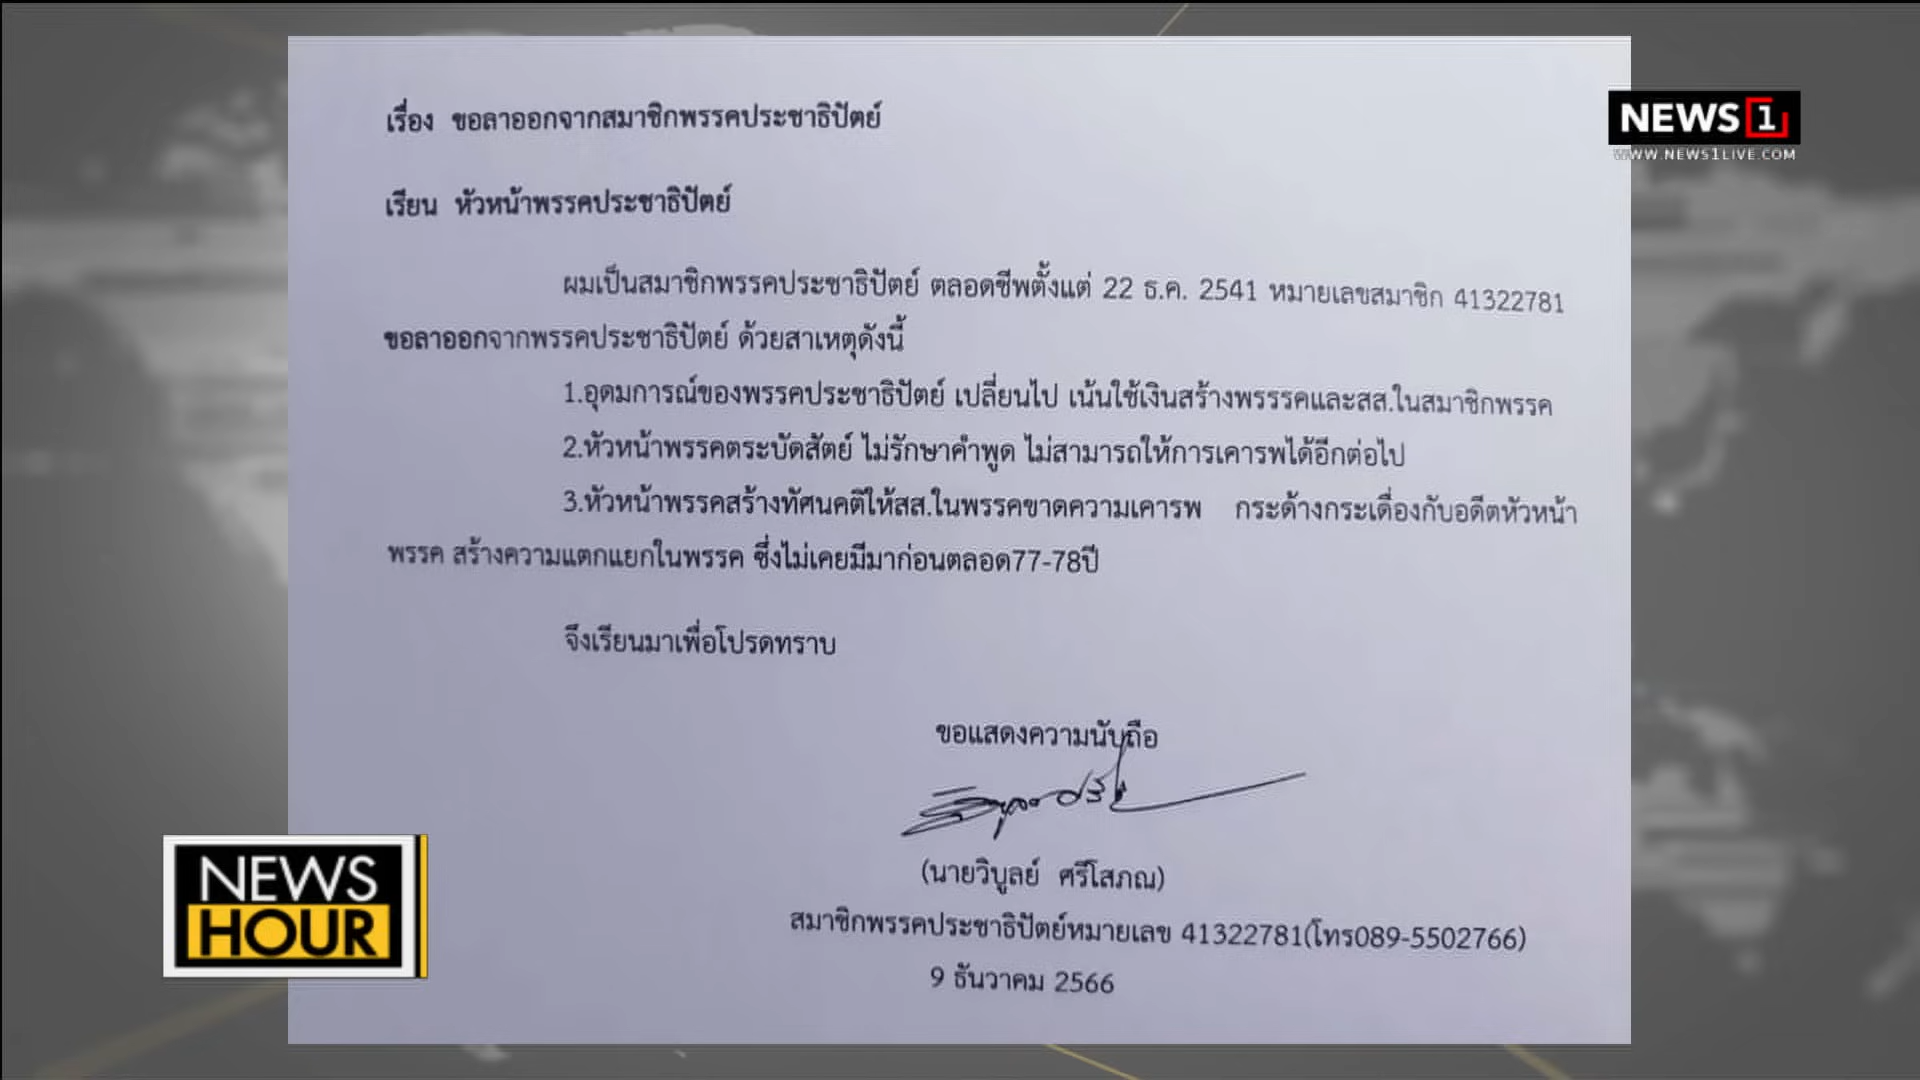 เรื่อง ขอลาออกจากสมาชิกพรรคประชาธิปัตย์
NEWS 1
WWW.NEWS1LIVE.COM
เรียน หัวหน้าพรรคประชาธิปัตย์
ผมเป็นสมาชิกพรรคประชาธิปัตย์ ตลอดชีพตั้งแต่ 22 ธ.ค. 2541 หมายเลขสมาชิก 41322781
ขอลาออกจากพรรคประชาธิปัตย์ ด้วยสาเหตุดังนี้
1.อุดมการณ์ของพรรคประชาธิปัตย์ เปลี่ยนไป เน้นใช้เงินสร้างพรรรคและสส.ในสมาชิกพรรค
2.หัวหน้าพรรคตระบัดสัตย์ ไม่รักษาคำพูด ไม่สามารถให้การเคารพได้อีกต่อไป
3.หัวหน้าพรรคสร้างทัศนคติให้สส.ในพรรคขาดความเคารพ กระด้างกระเดื่องกับอดีตหัวหน้า
พรรค สร้างความแตกแยกในพรรค ซึ่งไม่เคยมีมาก่อนตลอด77-78ปี
จึงเรียนมาเพื่อโปรดทราบ
ขอแสดงความนับถือ
(นายวิบูลย์ ศรีโสภณ)
สมาชิกพรรคประชาธิปัตย์หมายเลข 41322781(โทร089-5502766)
9 ธันวาคม 2566
NEWS
HOUR